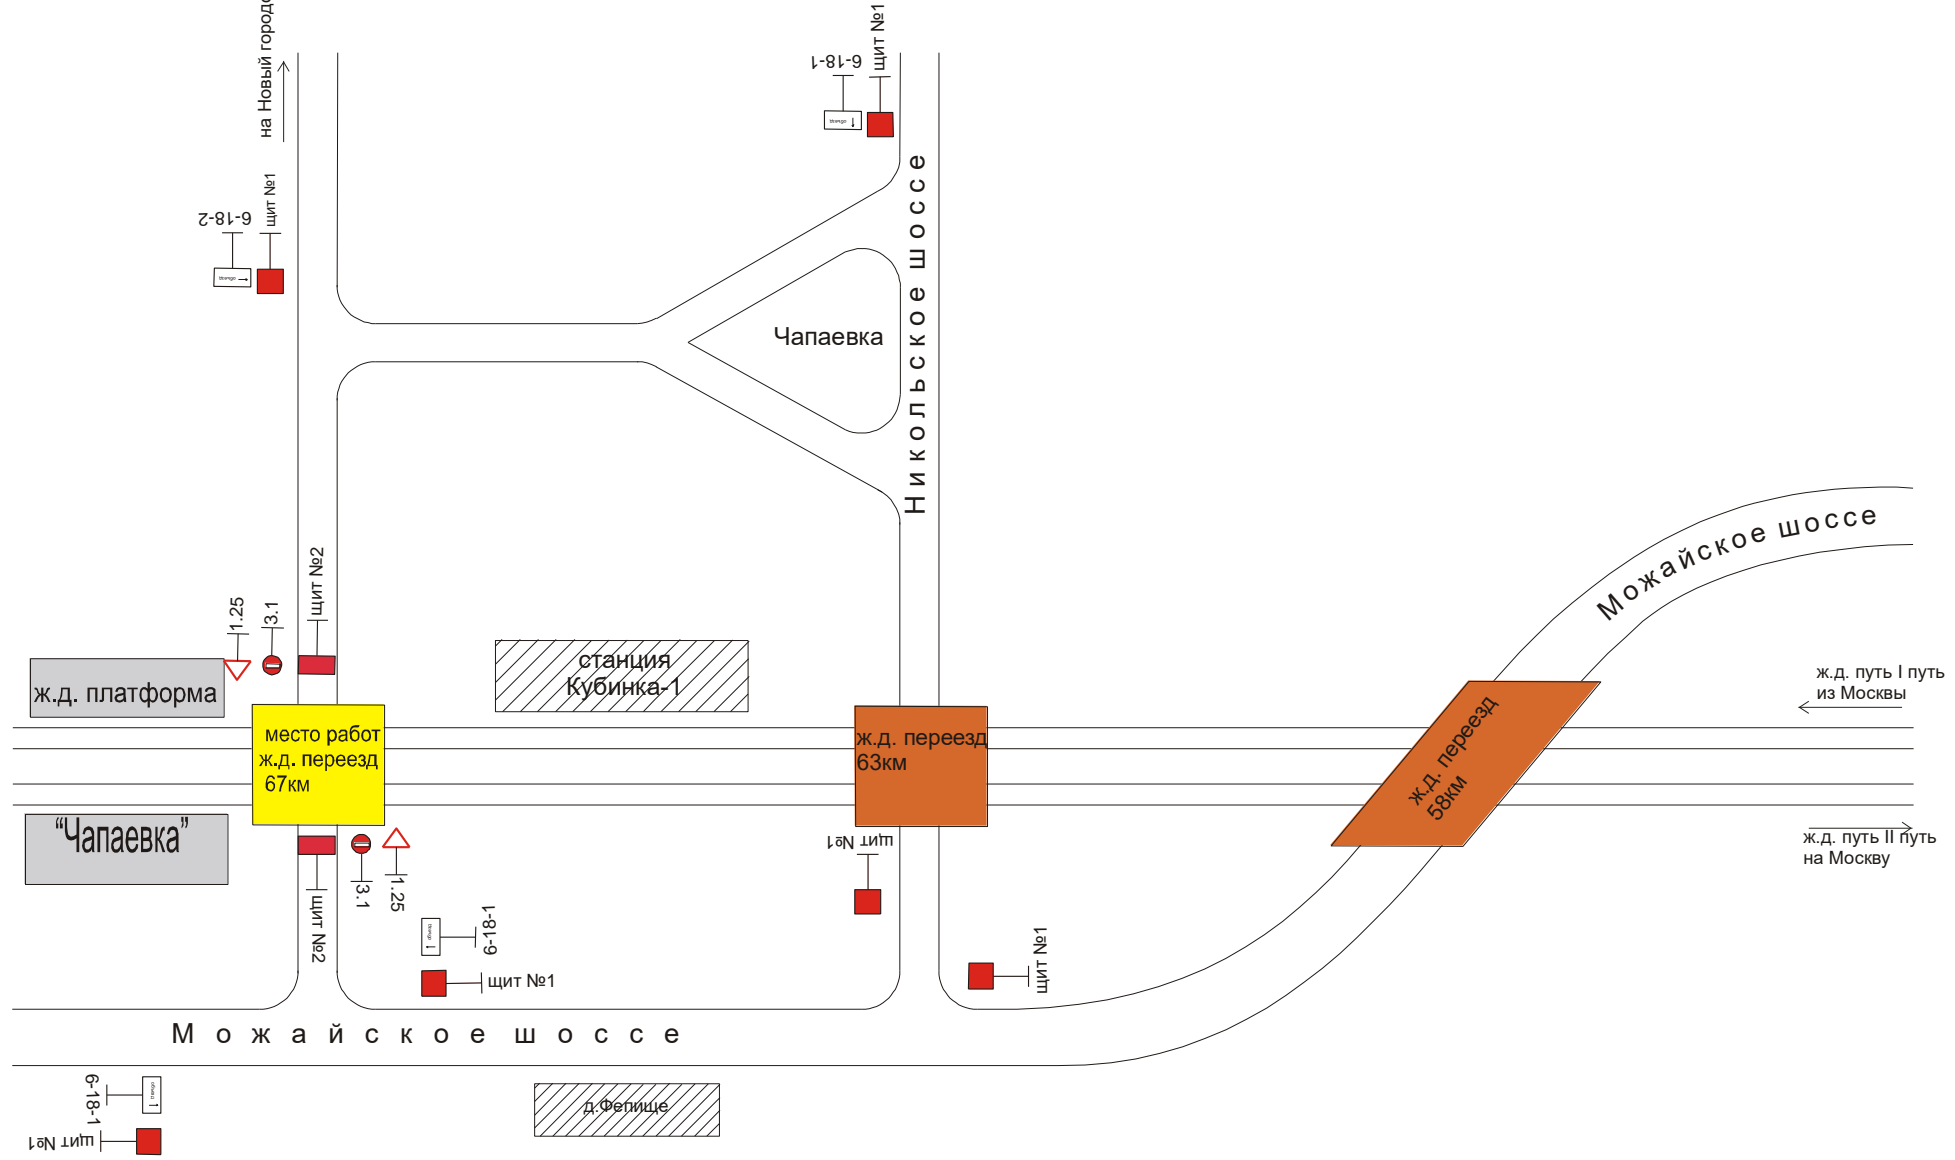 на Новый городо
щит №1
6-18-1
щит №1
6-18-2
Никольское шоссе
Чапаевка
Можайское шоссе
щит №2
3.1
1.25
станция
Кубинка-1
ж.д. платформа
ж.д. путь I путь
из Москвы
место работ
ж.д. переезд
67км
ж.д. переезд
63км
ж.д. переезд
58км
"Чапаевка"
ж.д. путь II путь
на Москву
щит №1
3.1
1.25
щит №2
6-18-1
щит №1
щит №1
Можайское шоссе
6-18-1
щит №1
д.Фепище